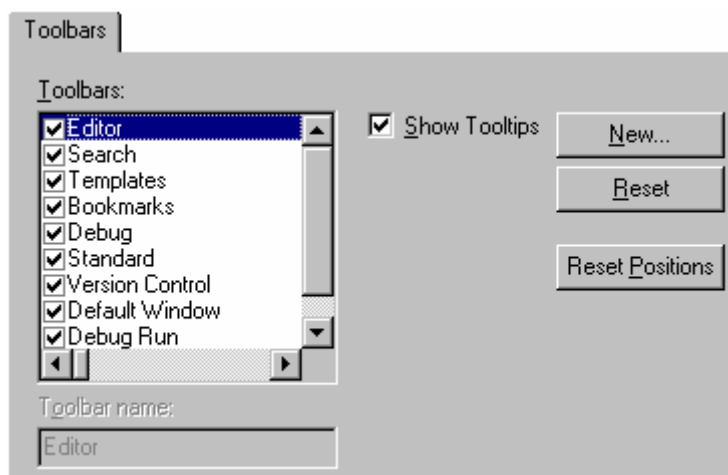 Toolbars
Toolbars:
Editor
Search
Templates
Bookmarks
Debug
Standard
Version Control
Default Window
Debug Run
Show Tooltips
New...
Reset
Reset Positions
Toolbar name:
Editor